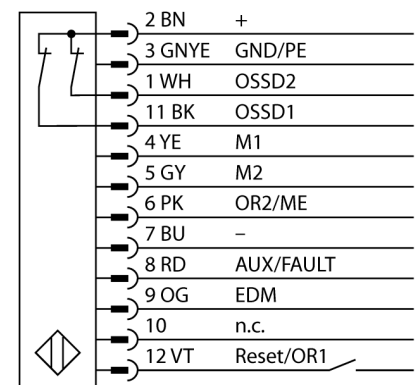 2 BN +
3 GNYE GND/PE
1 WH OSSD2
11 BK OSSD1
4 YE M1
5 GY M2
6 PK OR2/ME
7 BU –
8 RD AUX/FAULT
9 OG EDM
10 n.c.
12 VT Reset/OR1